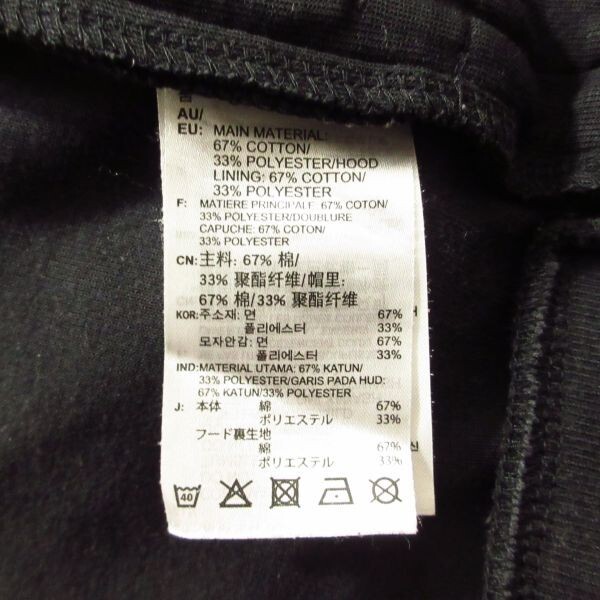 AU/
EU: MAIN MATERIAL:
67% COTTON/
33% POLYESTER/HOOD
LINING: 67% COTTON/
33% POLYESTER
F: MATIERE PRINCIPALE: 67% COTON/
33% POLYESTER/DOUBLURE
CAPUCHE: 67% COTON/
33% POLYESTER
CN: 主料: 67% 棉/
33% 聚酯纤维/帽里:
67% 棉/33% 聚酯纤维
KOR: 주소재: 면 67%
폴리에스터 33%
모자안감: 면 67%
폴리에스터 33%
IND: MATERIAL UTAMA: 67% KATUN/
33% POLYESTER/GARIS PADA HUD:
67% KATUN/33% POLYESTER
J: 本体 綿 67%
ポリエステル 33%
フード裏生地
綿 67%
ポリエステル 33%
40